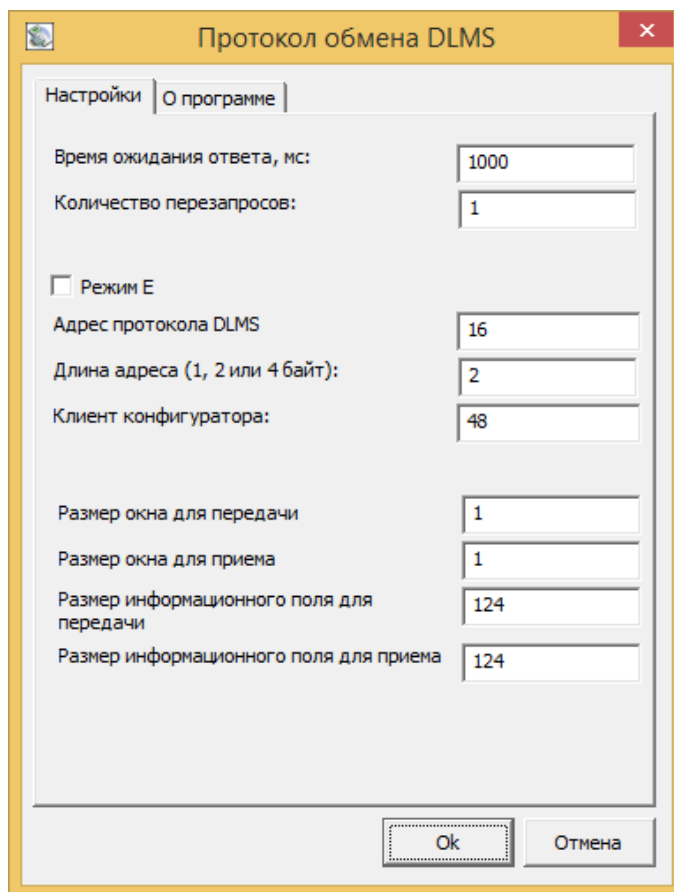 Протокол обмена DLMS
Настройки
О программе
Время ожидания ответа, мс:
1000
Количество перезапросов:
1
Режим Е
Адрес протокола DLMS
16
Длина адреса (1, 2 или 4 байт):
2
Клиент конфигуратора:
48
Размер окна для передачи
1
Размер окна для приема
1
Размер информационного поля для
передачи
124
Размер информационного поля для приема
124
Ok
Отмена